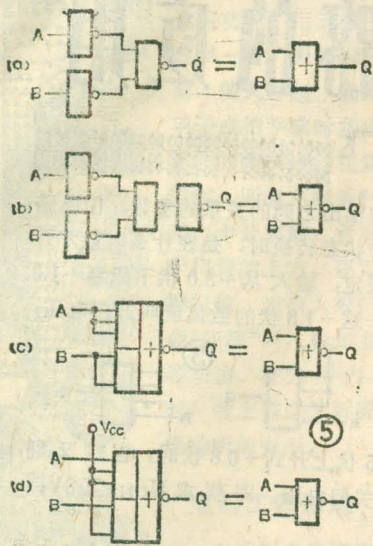 (a) A B Q = A B + Q
(b) A B Q = A B + Q
(c) A B + Q = A B + Q
⑤
(d) Vcc A B + Q = A B + Q